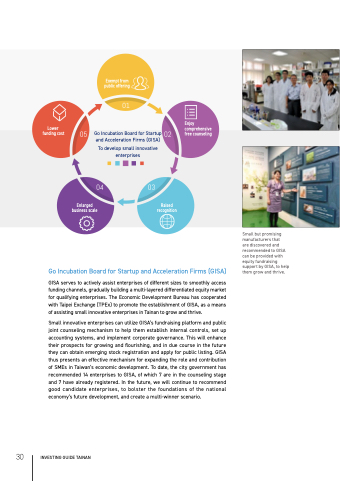 Exempt from
public offering
01
Lower
funding cost
05
Go Incubation Board for Startup
and Acceleration Firms (GISA)
To develop small innovative
enterprises
02
Enjoy
comprehensive
free counseling
04
03
Enlarged
business scale
Raised
recognition
Small but promising
manufacturers that
are discovered and
recommended to GISA
can be provided with
equity fundraising
support by GISA, to help
them grow and thrive.
Go Incubation Board for Startup and Acceleration Firms (GISA)
GISA serves to actively assist enterprises of different sizes to smoothly access
funding channels, gradually building a multi-layered differentiated equity market
for qualifying enterprises. The Economic Development Bureau has cooperated
with Taipei Exchange (TPEx) to promote the establishment of GISA, as a means
of assisting small innovative enterprises in Tainan to grow and thrive.
Small innovative enterprises can utilize GISA's fundraising platform and public
joint counseling mechanism to help them establish internal controls, set up
accounting systems, and implement corporate governance. This will enhance
their prospects for growing and flourishing, and in due course in the future
they can obtain emerging stock registration and apply for public listing. GISA
thus presents an effective mechanism for expanding the role and contribution
of SMEs in Taiwan's economic development. To date, the city government has
recommended 14 enterprises to GISA, of which 7 are in the counseling stage
and 7 have already registered. In the future, we will continue to recommend
good candidate enterprises, to bolster the foundations of the national
economy's future development, and create a multi-winner scenario.
30
INVESTING GUIDE TAINAN